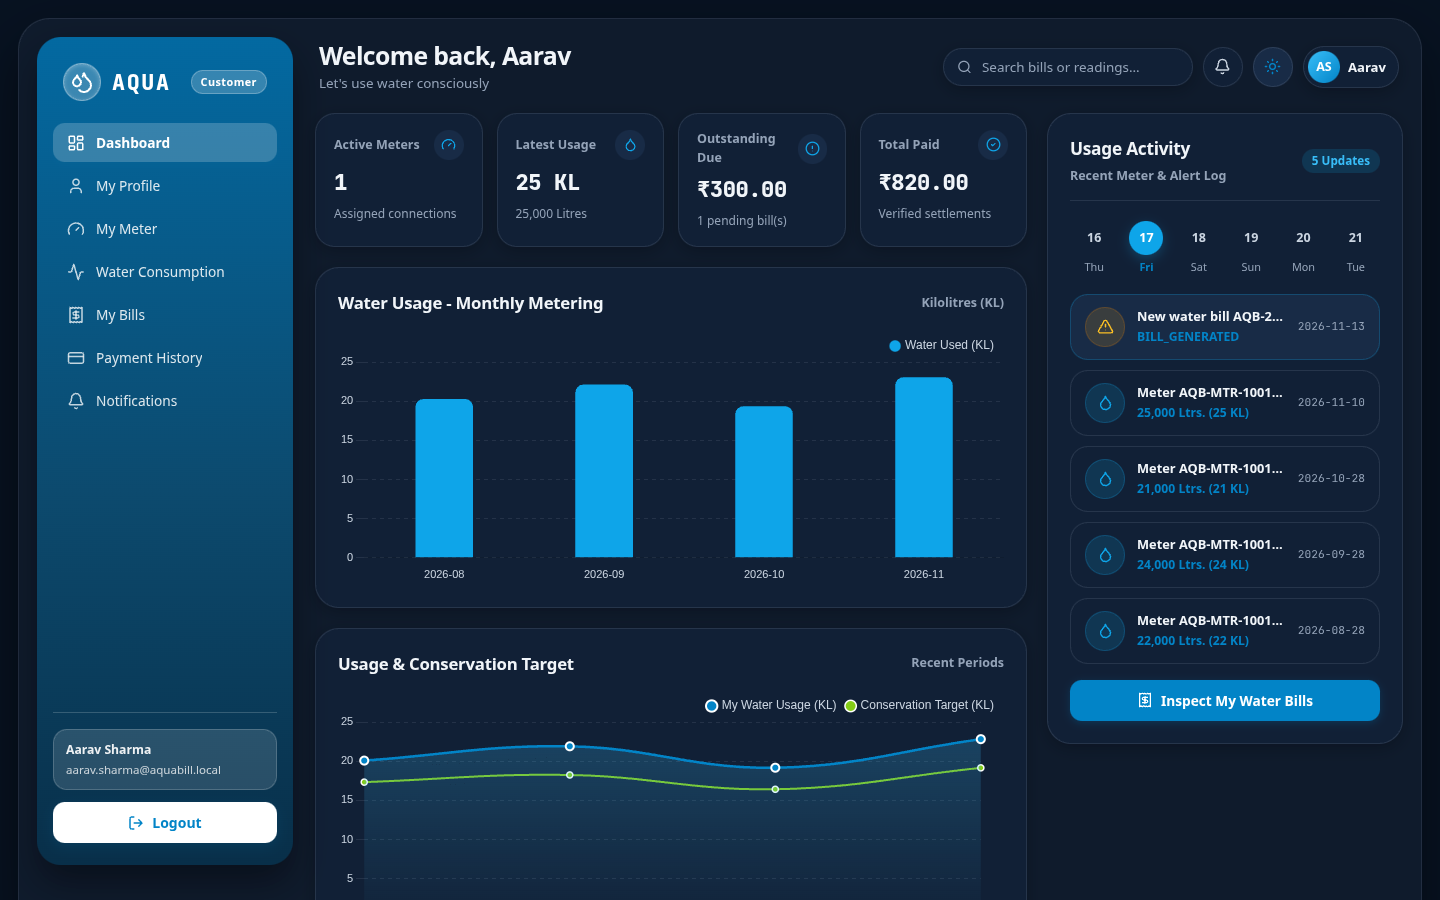 AQUA
Customer
Dashboard
My Profile
My Meter
Water Consumption
My Bills
Payment History
Notifications
Aarav Sharma
aarav.sharma@aquabill.local
Logout
Welcome back, Aarav
Let's use water consciously
Search bills or readings...
AS
Aarav
Active Meters
1
Assigned connections
Latest Usage
25 KL
25,000 Litres
Outstanding
Due
₹300.00
1 pending bill(s)
Total Paid
₹820.00
Verified settlements
Water Usage - Monthly Metering
Kilolitres (KL)
Water Used (KL)
25
20
15
10
5
0
2026-08
2026-09
2026-10
2026-11
Usage & Conservation Target
Recent Periods
My Water Usage (KL)
Conservation Target (KL)
25
20
15
10
5
Usage Activity
Recent Meter & Alert Log
5 Updates
16
17
18
19
20
21
Thu
Fri
Sat
Sun
Mon
Tue
New water bill AQB-2...
BILL_GENERATED
2026-11-13
Meter AQB-MTR-1001...
25,000 Ltrs. (25 KL)
2026-11-10
Meter AQB-MTR-1001...
21,000 Ltrs. (21 KL)
2026-10-28
Meter AQB-MTR-1001...
24,000 Ltrs. (24 KL)
2026-09-28
Meter AQB-MTR-1001...
22,000 Ltrs. (22 KL)
2026-08-28
Inspect My Water Bills